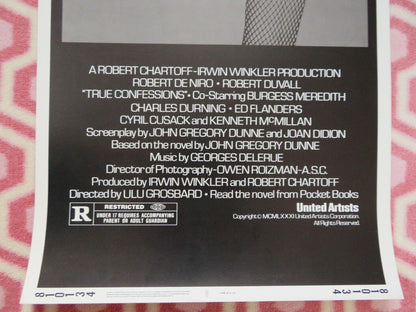 A ROBERT CHARTOFF-IRWIN WINKLER PRODUCTION
ROBERT DE NIRO • ROBERT DUVALL
"TRUE CONFESSIONS" • Co-Starring BURGESS MEREDITH
CHARLES DURNING • ED FLANDERS
CYRIL CUSACK and KENNETH McMILLAN
Screenplay by JOHN GREGORY DUNNE and JOAN DIDION
Based on the novel by JOHN GREGORY DUNNE
Music by GEORGES DELERUE
Director of Photography-OWEN ROIZMAN-A.S.C.
Produced by IRWIN WINKLER and ROBERT CHARTOFF
Directed by ULU GROSBARD • Read the novel from Pocket Books
R RESTRICTED
UNDER 17 REQUIRES ACCOMPANYING
PARENT OR ADULT GUARDIAN
United Artists
Copyright © MCMLXXXI United Artists Corporation.
All Rights Reserved.
810134
810134